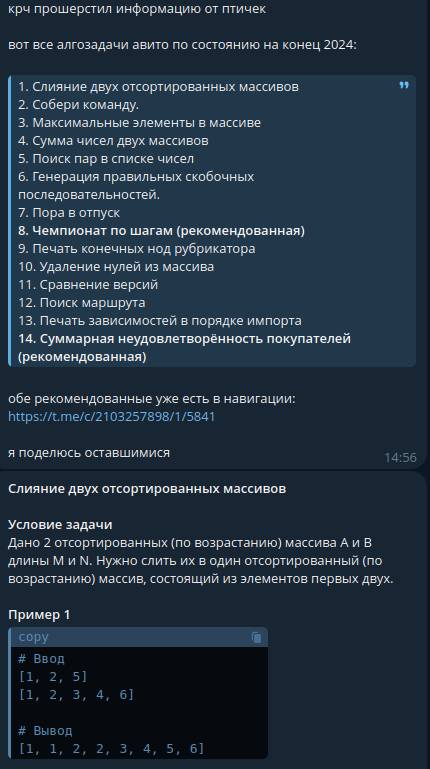 крч прошерстил информацию от птичек
вот все алгозадачи авито по состоянию на конец 2024:
1. Слияние двух отсортированных массивов
2. Собери команду.
3. Максимальные элементы в массиве
4. Сумма чисел двух массивов
5. Поиск пар в списке чисел
6. Генерация правильных скобочных
последовательностей.
7. Пора в отпуск
8. Чемпионат по шагам (рекомендованная)
9. Печать конечных нод рубрикатора
10. Удаление нулей из массива
11. Сравнение версий
12. Поиск маршрута
13. Печать зависимостей в порядке импорта
14. Суммарная неудовлетворённость покупателей
(рекомендованная)
обе рекомендованные уже есть в навигации:
https://t.me/c/2103257898/1/5841
я поделюсь оставшимися
14:56
Слияние двух отсортированных массивов
Условие задачи
Дано 2 отсортированных (по возрастанию) массива A и B
длины M и N. Нужно слить их в один отсортированный (по
возрастанию) массив, состоящий из элементов первых двух.
Пример 1
copy
# Ввод
[1, 2, 5]
[1, 2, 3, 4, 6]
# Вывод
[1, 1, 2, 2, 3, 4, 5, 6]